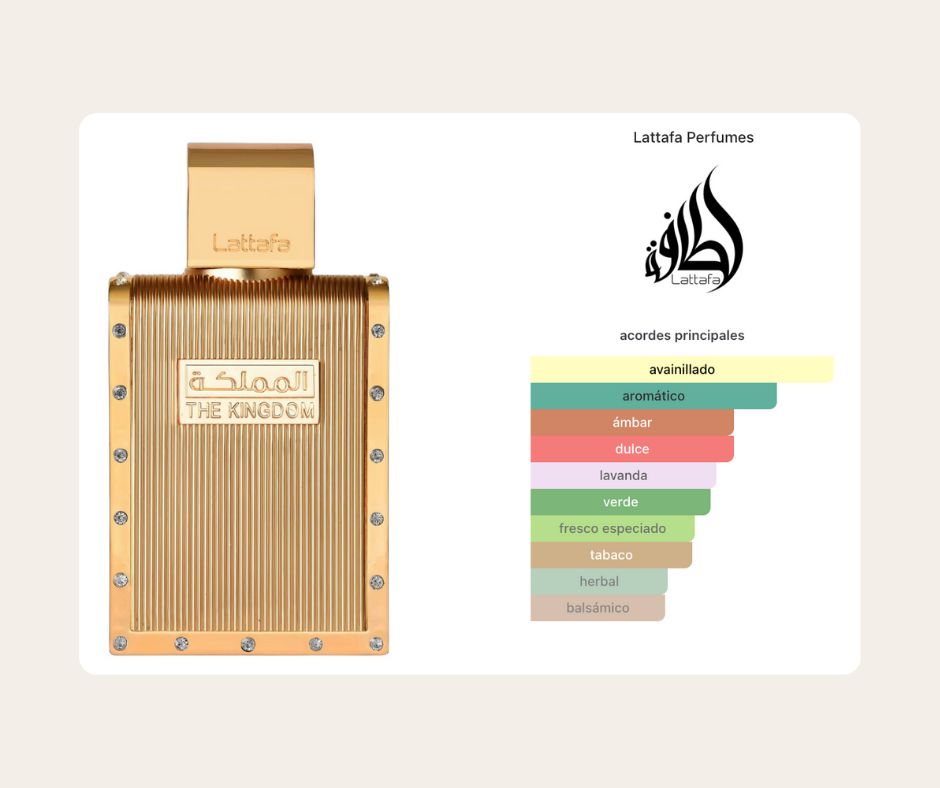 Lattafa
المملكة
THE KINGDOM
Lattafa Perfumes
لطافة
Lattafa
acordes principales
avainillado
aromático
ámbar
dulce
lavanda
verde
fresco especiado
tabaco
herbal
balsámico